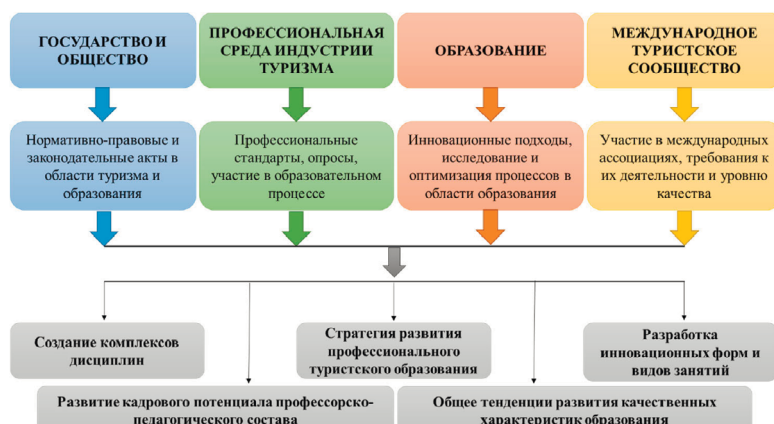 ГОСУДАРСТВО И
ОБЩЕСТВО
ПРОФЕССИОНАЛЬНАЯ
СРЕДА ИНДУСТРИИ
ТУРИЗМА
ОБРАЗОВАНИЕ
МЕЖДУНАРОДНОЕ
ТУРИСТСКОЕ
СООБЩЕСТВО
Нормативно-правовые и
законодательные акты в
области туризма и
образования
Профессиональные
стандарты, опросы,
участие в образовательном
процессе
Инновационные подходы,
исследование и
оптимизация процессов в
области образования
Участие в международных
ассоциациях, требования к
их деятельности и уровню
качества
Создание комплексов
дисциплин
Стратегия развития
профессионального
туристского образования
Разработка
инновационных форм и
видов занятий
Развитие кадрового потенциала профессорско-
педагогического состава
Общее тенденции развития качественных
характеристик образования